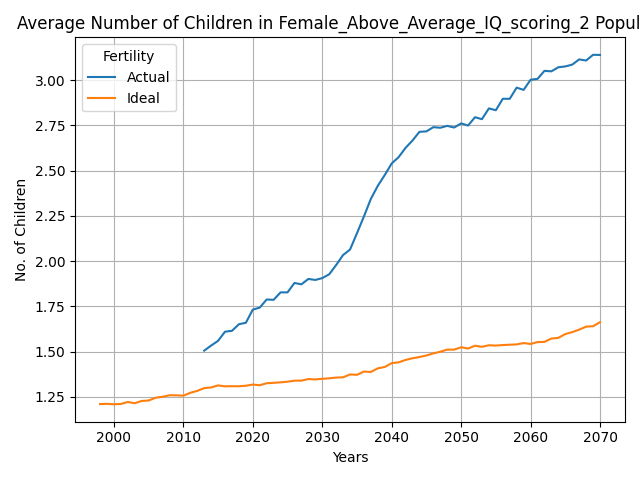 Average Number of Children in Female_Above_Average_IQ_scoring_2 Popul
Fertility
Actual
Ideal
No. of Children
3.00
2.75
2.50
2.25
2.00
1.75
1.50
1.25
2000 2010 2020 2030 2040 2050 2060 2070
Years